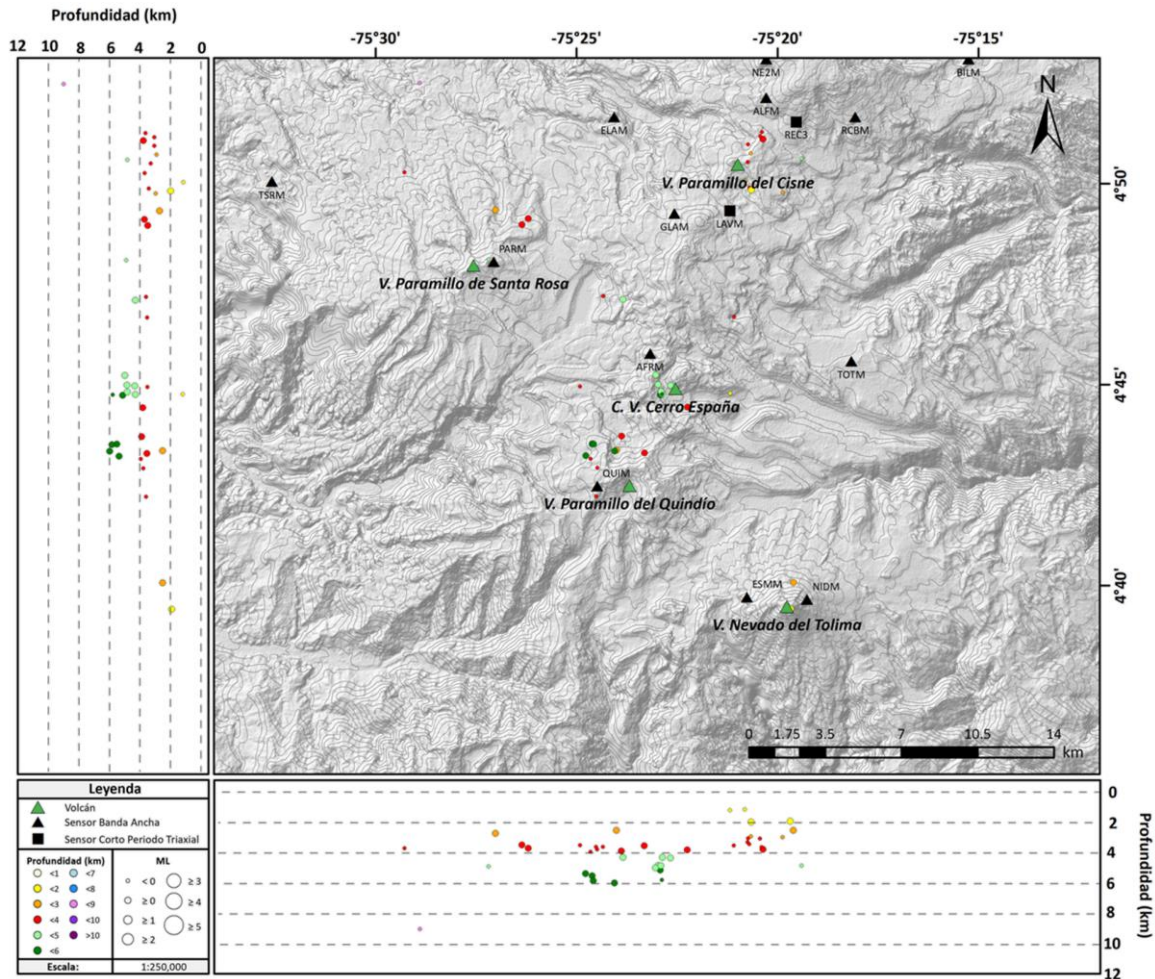 Profundidad (km)
12 10 8 6 4 2 0
-75°30' -75°25' -75°20' -75°15'
NE2M
BILM
ALFM
N
ELAM
REC3
RCBM
V. Paramillo del Cisne
4°50'
TSRM
GLAM
LAVM
PARM
V. Paramillo de Santa Rosa
AFRM
TOTM
4°45'
C. V. Cerro España
QUIM
V. Paramillo del Quindío
4°40'
ESMM
NIDM
V. Nevado del Tolima
0 1.75 3.5 7 10.5 14
km
Leyenda
Volcán
Sensor Banda Ancha
Sensor Corto Periodo Triaxial
Profundidad (km)
<1 <7
<2 <8
<3 <9
<4 <10
<5 >10
<6
ML
< 0 ≥ 3
≥ 0 ≥ 4
≥ 1 ≥ 5
≥ 2
Escala: 1:250,000
0
2
4
6
8
10
12
Profundidad (km)